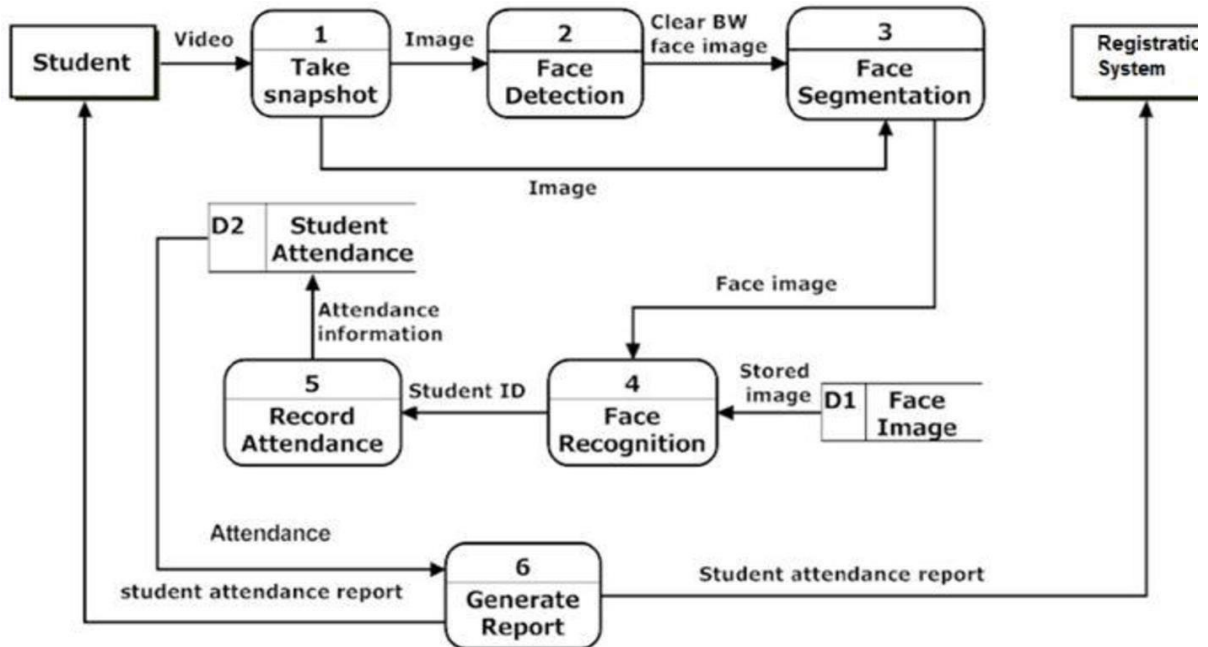 Student
Video
1
Take
snapshot
Image
2
Face
Detection
Clear BW
face image
3
Face
Segmentation
Registratio
System
Image
D2
Student
Attendance
Face image
Attendance
information
5
Record
Attendance
Student ID
4
Face
Recognition
Stored
image
D1
Face
Image
Attendance
student attendance report
6
Generate
Report
Student attendance report